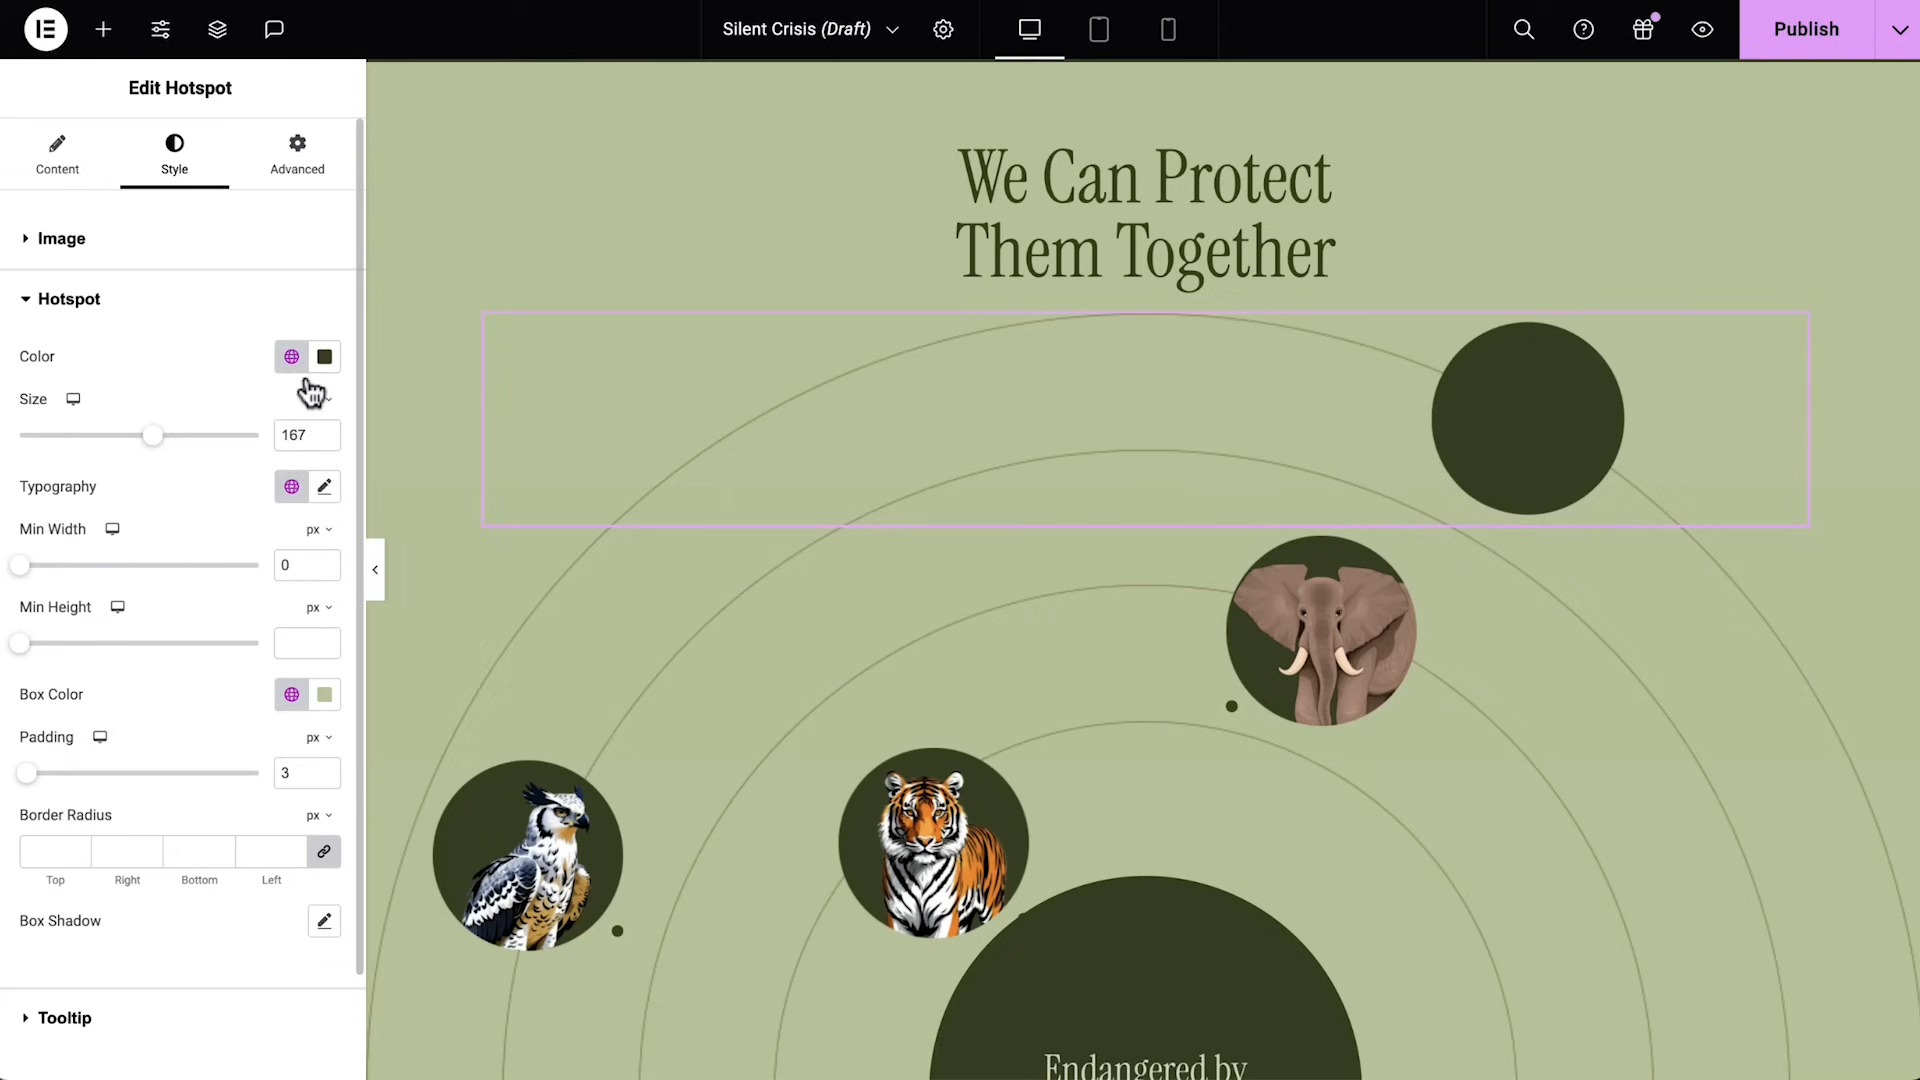 Silent Crisis (Draft)
Publish
Edit Hotspot
Content
Style
Advanced
Image
Hotspot
Color
Size
167
Typography
Min Width
px
0
Min Height
px
Box Color
Padding
px
3
Border Radius
px
Top
Right
Bottom
Left
Box Shadow
Tooltip
We Can Protect
Them Together
Endangered by